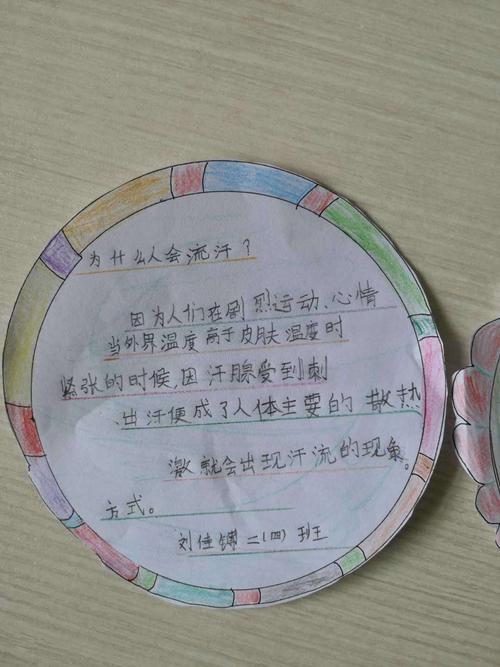 为什么人会流汗?
因为人们在剧烈运动、心情
当外界温度高于皮肤温度时
紧张的时候,因汗腺受到刺
、出汗便成了人体主要的散热
激就会出现汗流的现象。
方式。
刘佳 二(四)班王